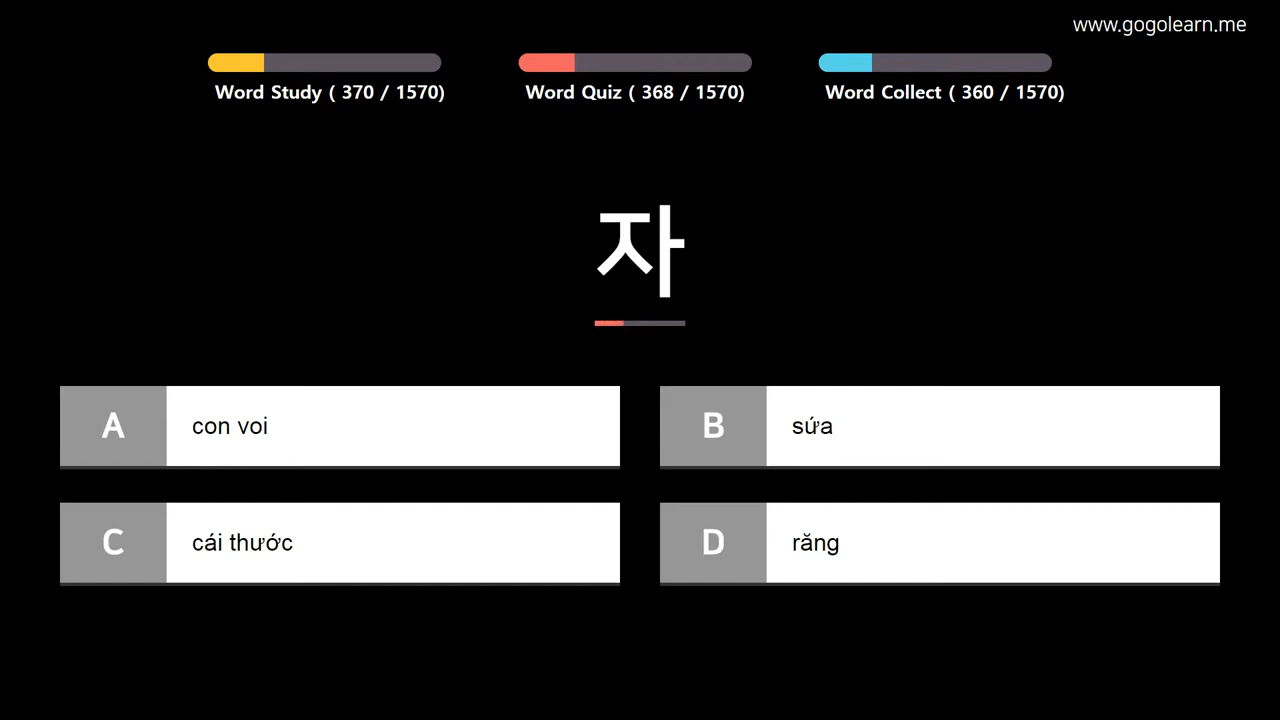 www.gogolearn.me
Word Study ( 370 / 1570)
Word Quiz ( 368 / 1570)
Word Collect ( 360 / 1570)
자
A con voi
B sứa
C cái thước
D răng